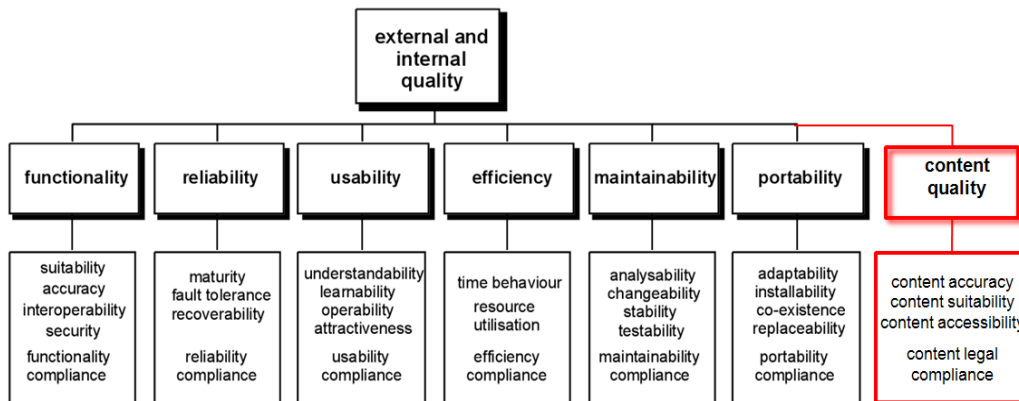 external and
internal
quality
functionality
reliability
usability
efficiency
maintainability
portability
content
quality
suitability
accuracy
interoperability
security
functionality
compliance
maturity
fault tolerance
recoverability
reliability
compliance
understandability
learnability
operability
attractiveness
usability
compliance
time behaviour
resource
utilisation
efficiency
compliance
analysability
changeability
stability
testability
maintainability
compliance
adaptability
installability
co-existence
replaceability
portability
compliance
content accuracy
content suitability
content accessibility
content legal
compliance